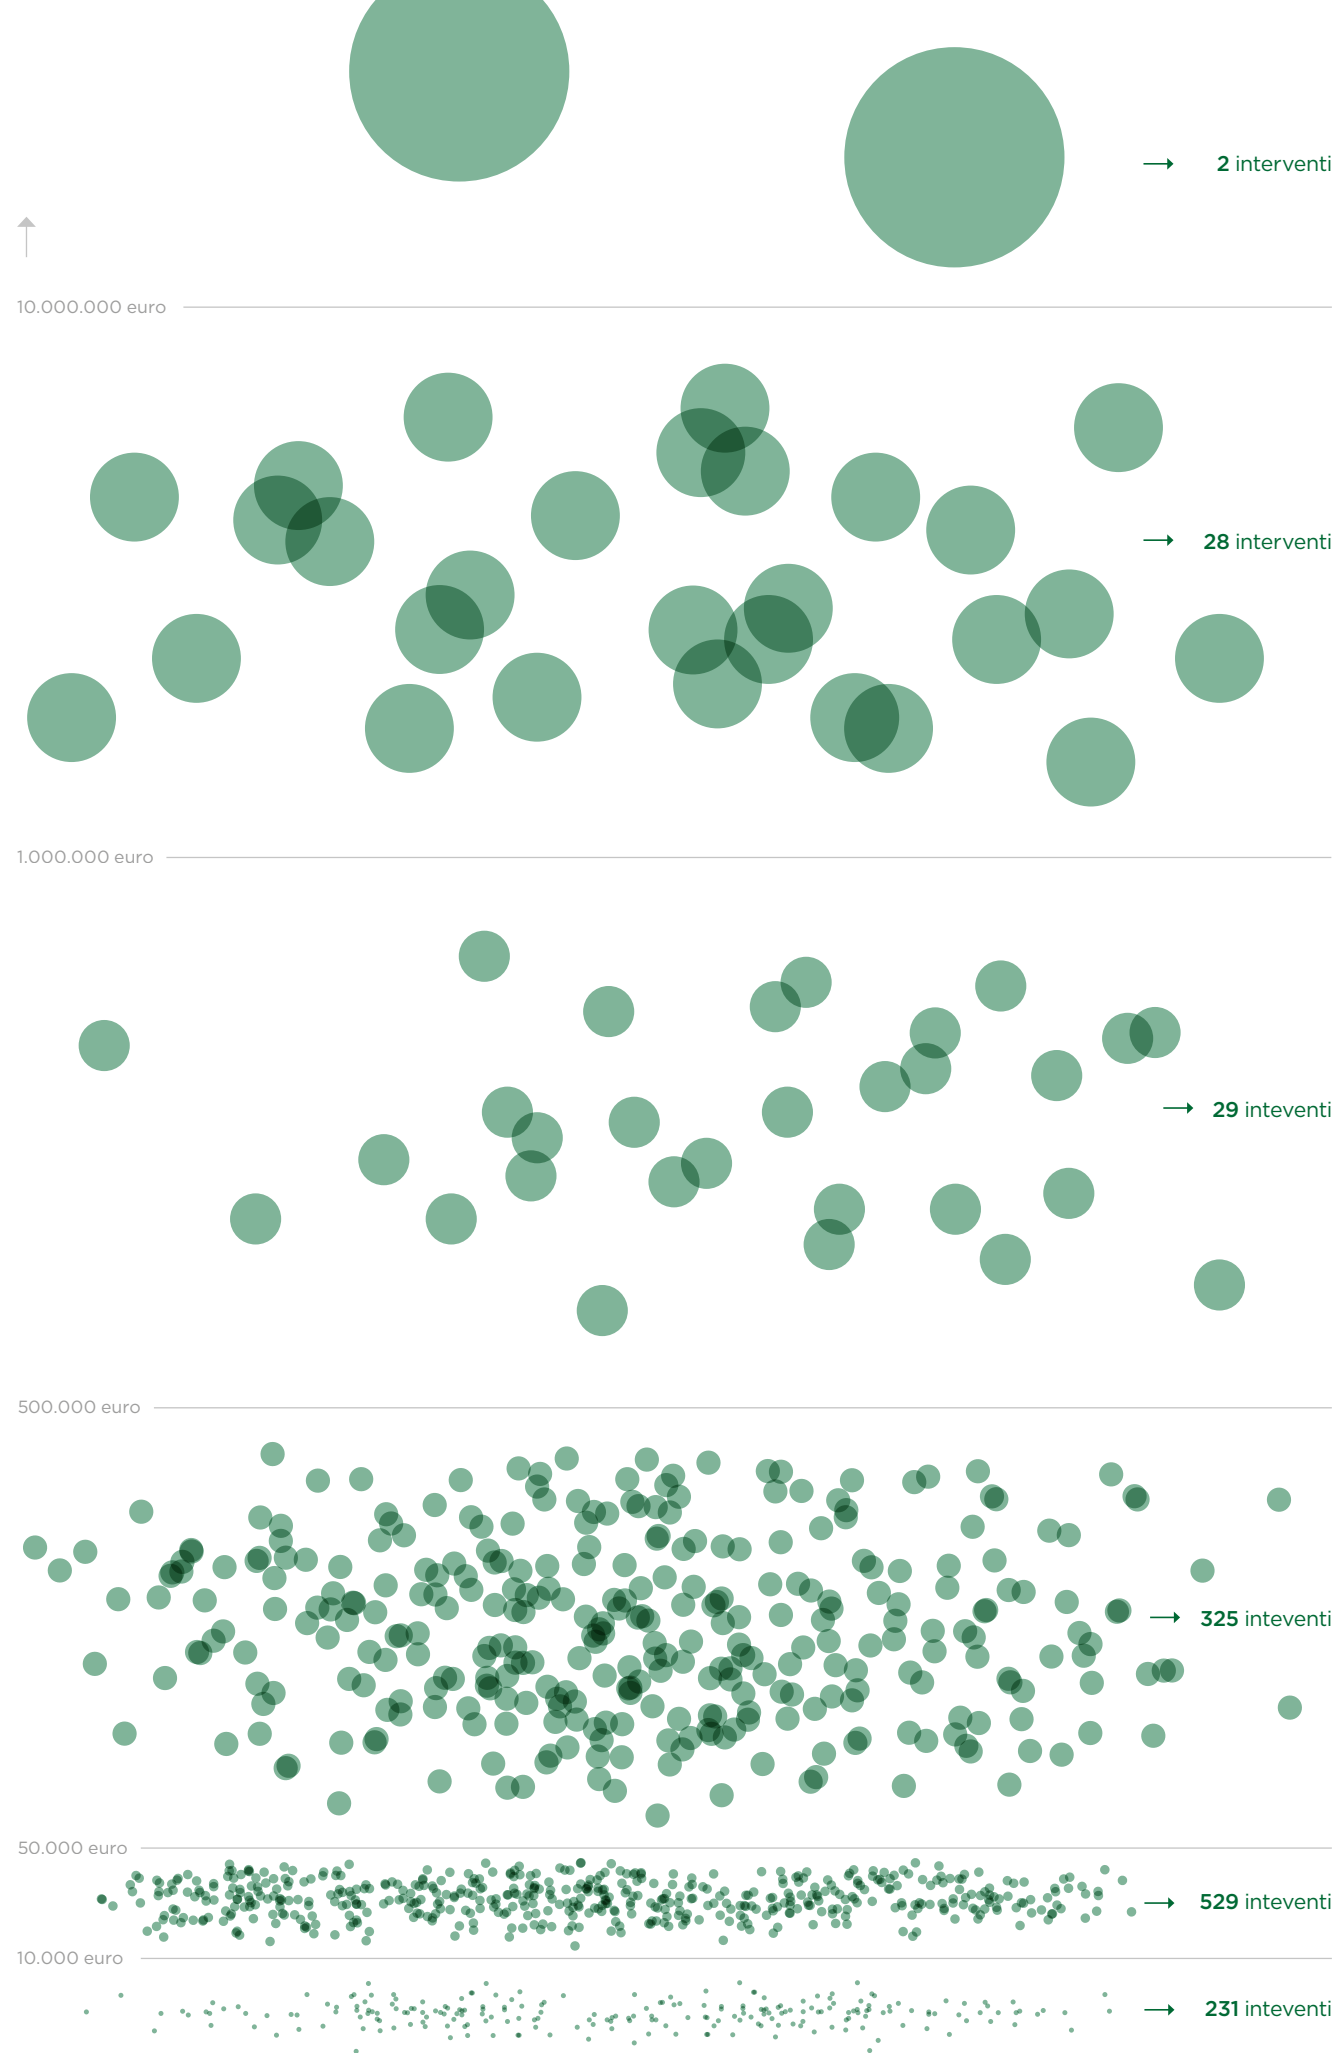 2 interventi
10.000.000 euro
28 interventi
1.000.000 euro
29 inteventi
500.000 euro
325 inteventi
50.000 euro
529 inteventi
10.000 euro
231 inteventi